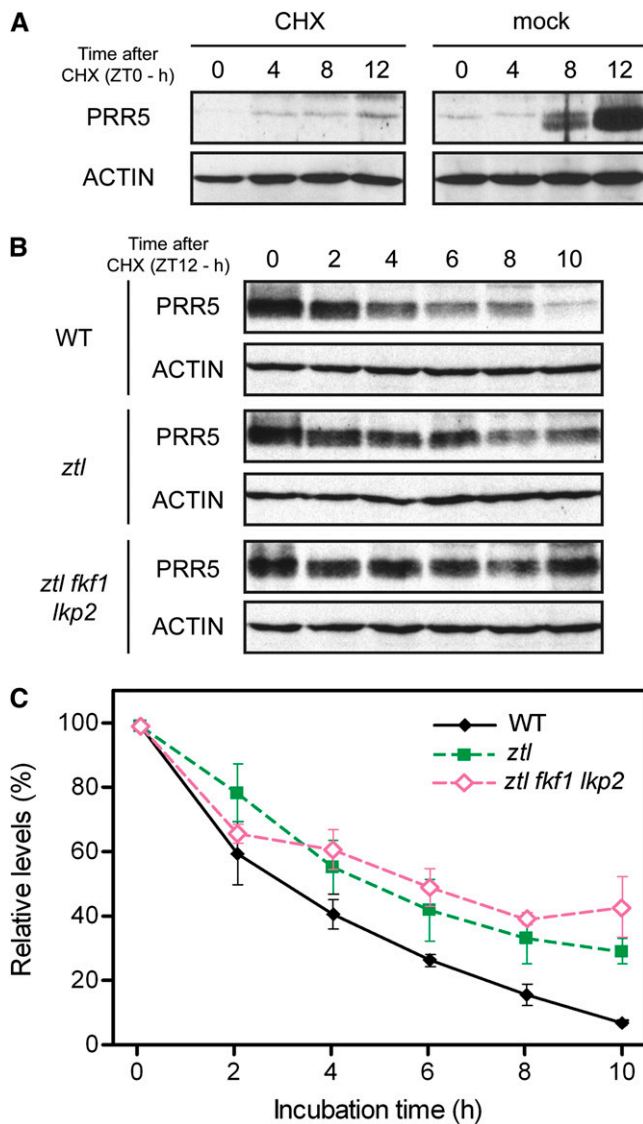 A
CHX mock
Time after
CHX (ZT0 - h)
0 4 8 12 0 4 8 12
PRR5
ACTIN
B
Time after
CHX (ZT12 - h)
0 2 4 6 8 10
WT
PRR5
ACTIN
ztl
PRR5
ACTIN
ztl fkf1
lkp2
PRR5
ACTIN
C
WT
ztl
ztl fkf1 lkp2
Relative levels (%)
100
80
60
40
20
0
0 2 4 6 8 10
Incubation time (h)